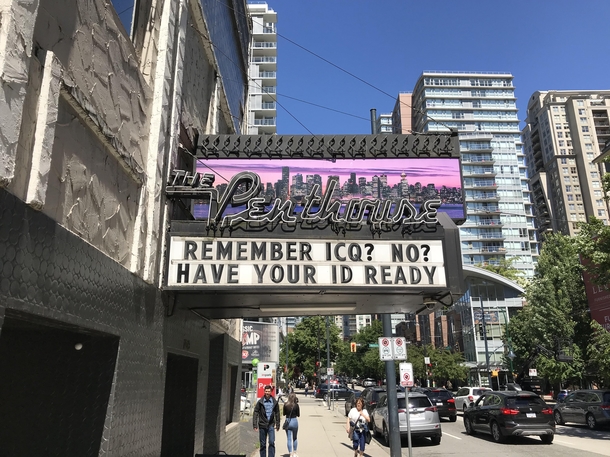 THE
Penthouse
REMEMBER ICQ? NO?
HAVE YOUR ID READY